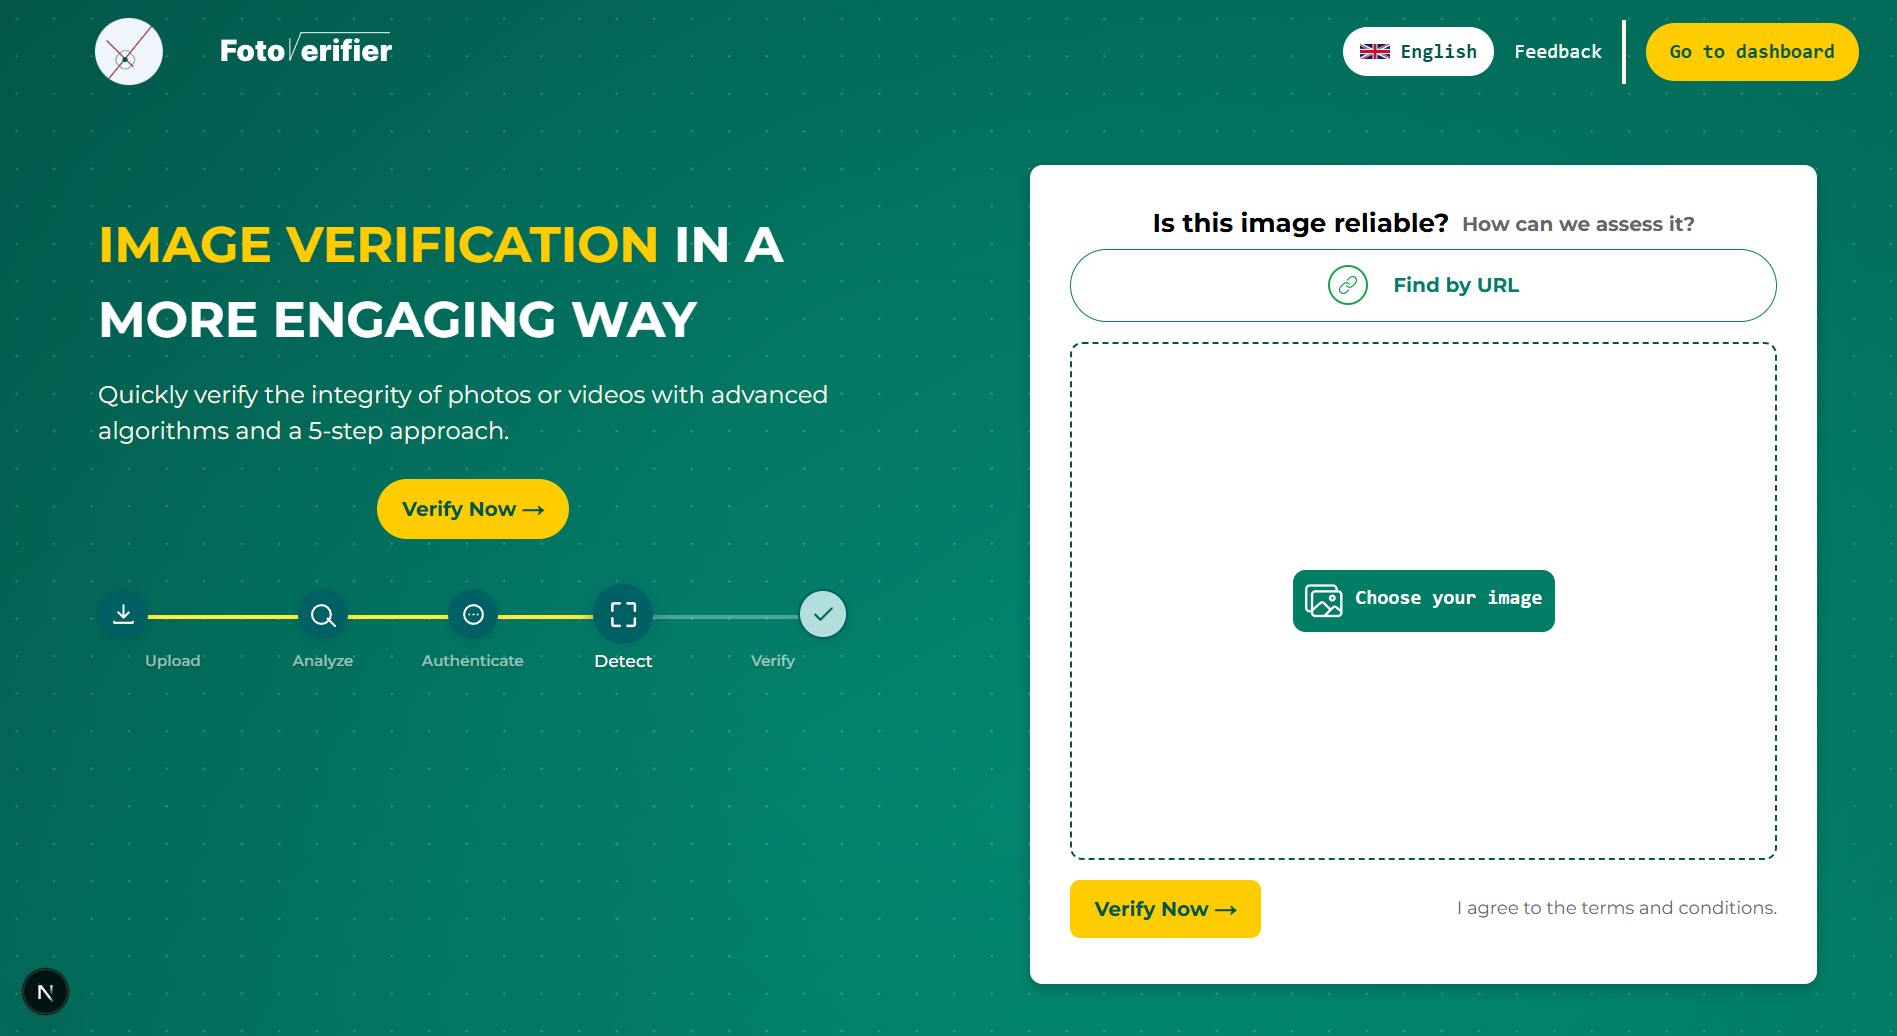 FotoVerifier
English
Feedback
Go to dashboard
IMAGE VERIFICATION IN A
MORE ENGAGING WAY
Quickly verify the integrity of photos or videos with advanced
algorithms and a 5-step approach.
Verify Now →
Upload
Analyze
Authenticate
Detect
Verify
Is this image reliable? How can we assess it?
Find by URL
Choose your image
Verify Now →
I agree to the terms and conditions.
N